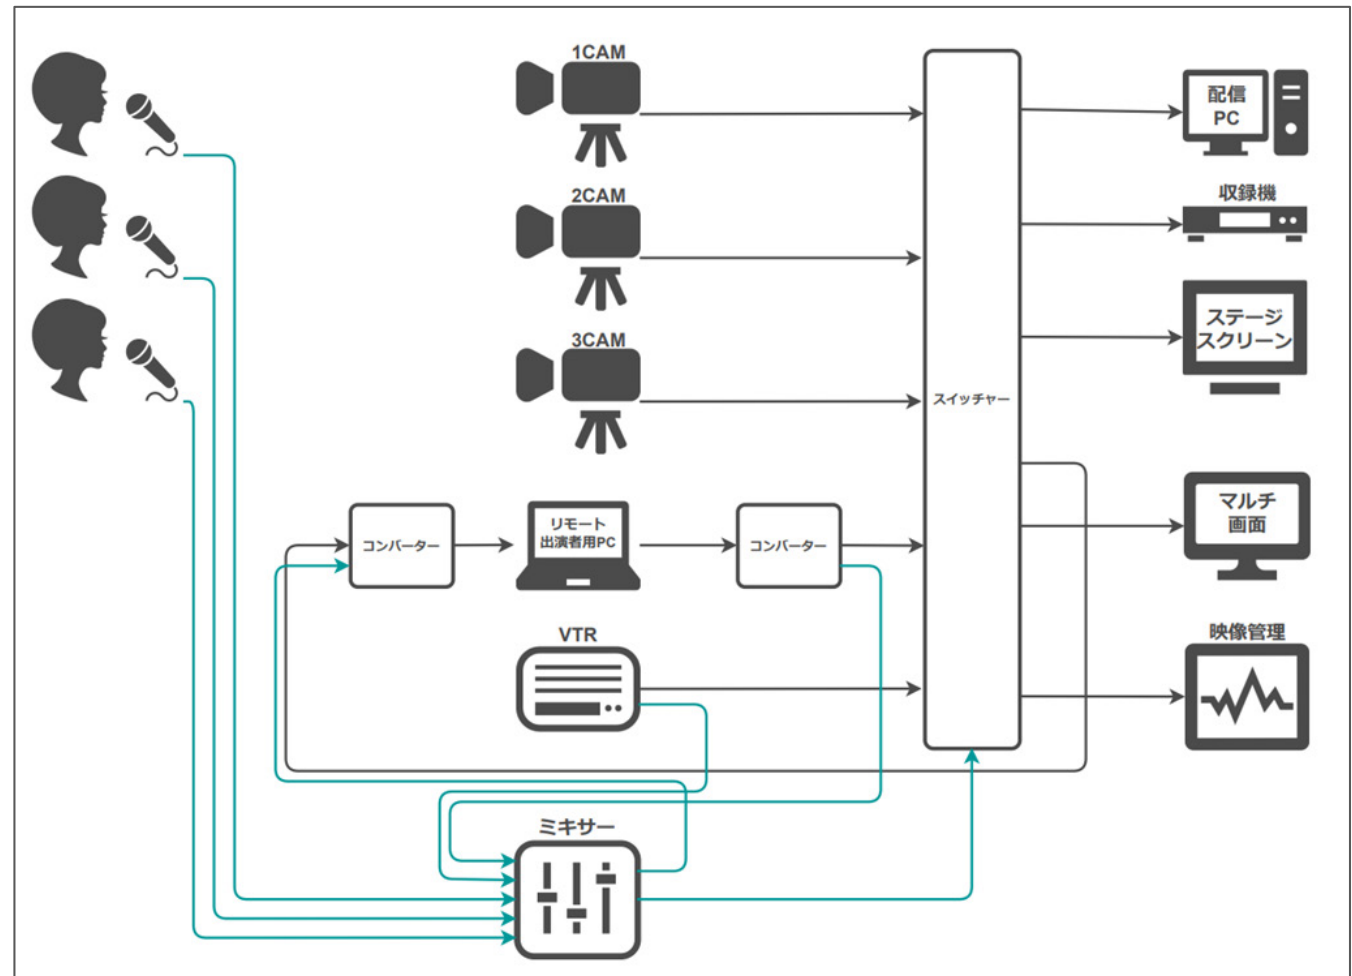 1CAM
配信
PC
2CAM
収録機
ステージ
スクリーン
3CAM
スイッチャー
マルチ
画面
コンバーター
リモート
出演者用PC
コンバーター
VTR
映像管理
ミキサー